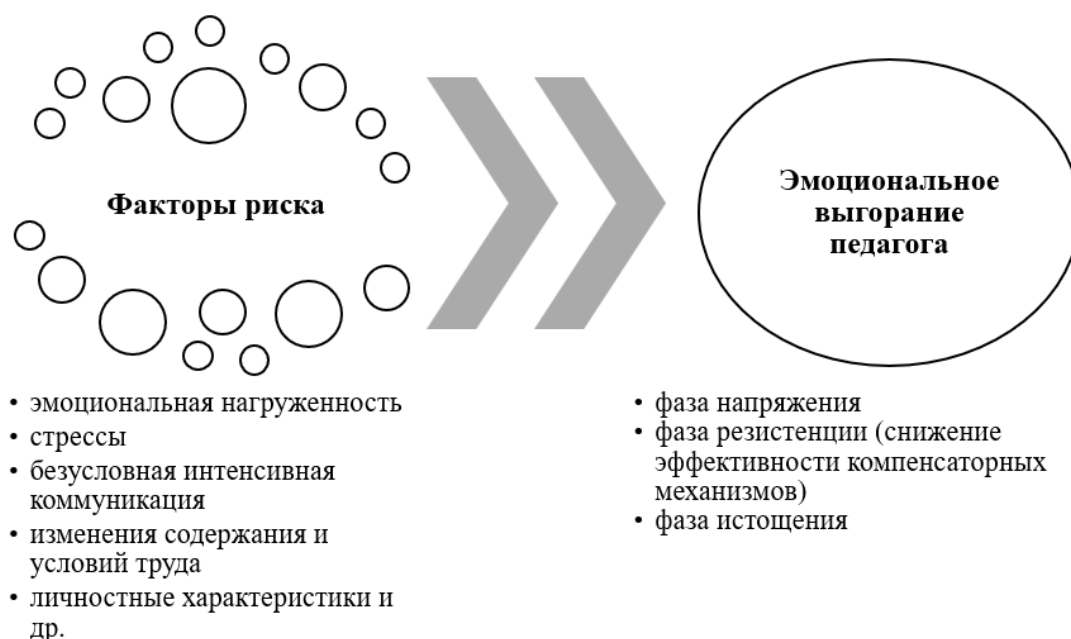 Факторы риска
• эмоциональная нагруженность
• стрессы
• безусловная интенсивная
коммуникация
• изменения содержания и
условий труда
• личностные характеристики и
др.
Эмоциональное
выгорание
педагога
• фаза напряжения
• фаза резистенции (снижение
эффективности компенсаторных
механизмов)
• фаза истощения